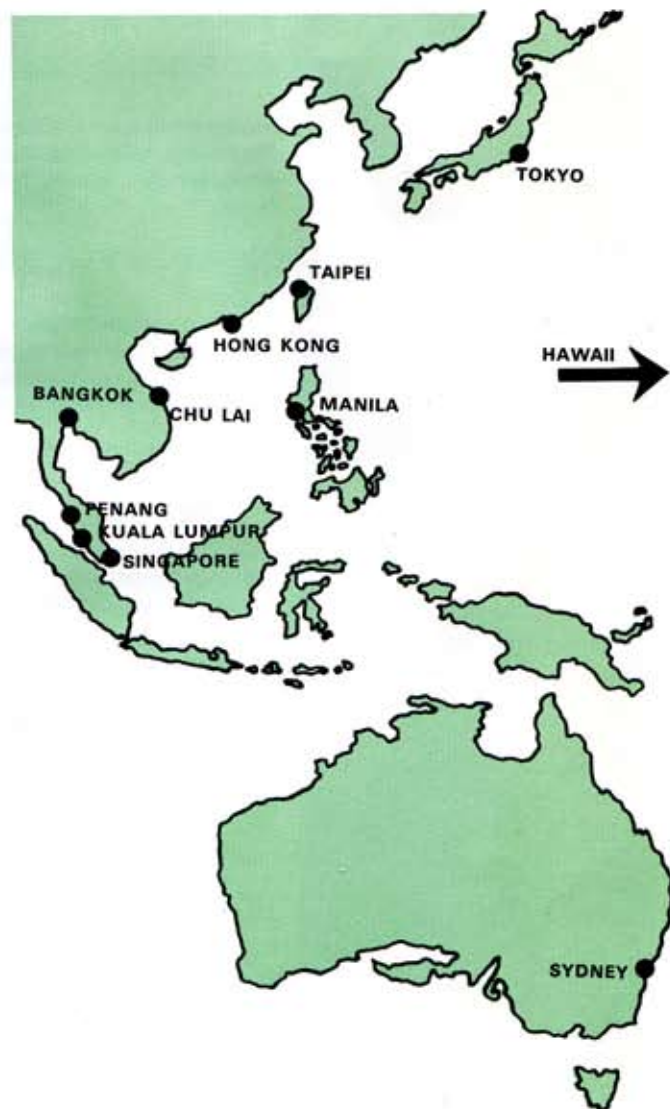 TOKYO
TAIPEI
HONG KONG
HAWAII
BANGKOK
CHU LAI
MANILA
PENANG
KUALA LUMPUR
SINGAPORE
SYDNEY